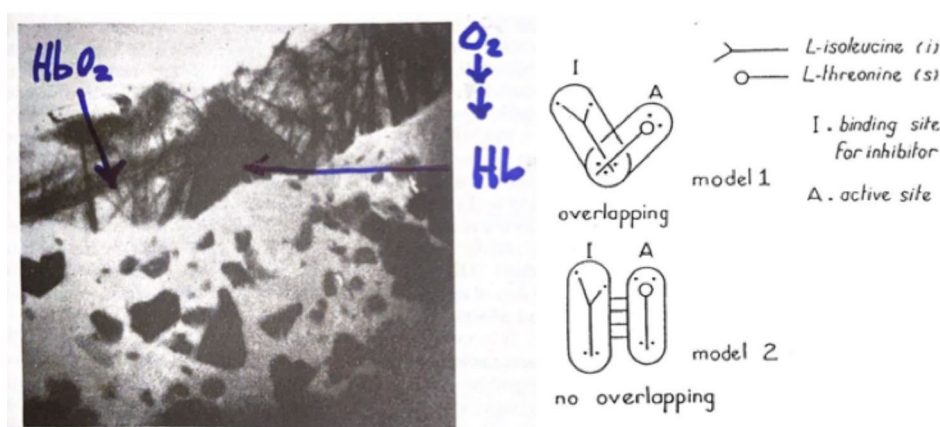 HbO₂
O₂
Hb
L-isoleucine (i)
L-threonine (s)
I
A
I . binding site
for inhibitor
A . active site
model 1
overlapping
I
A
model 2
no overlapping